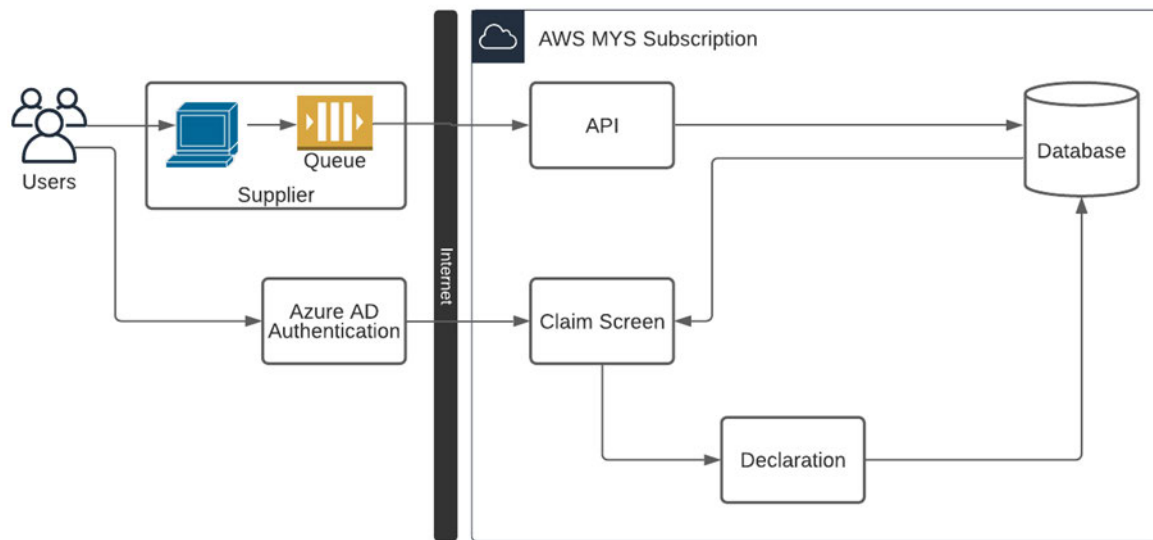 AWS MYS Subscription
API
Queue
Database
Users
Supplier
Internet
Azure AD
Authentication
Claim Screen
Declaration